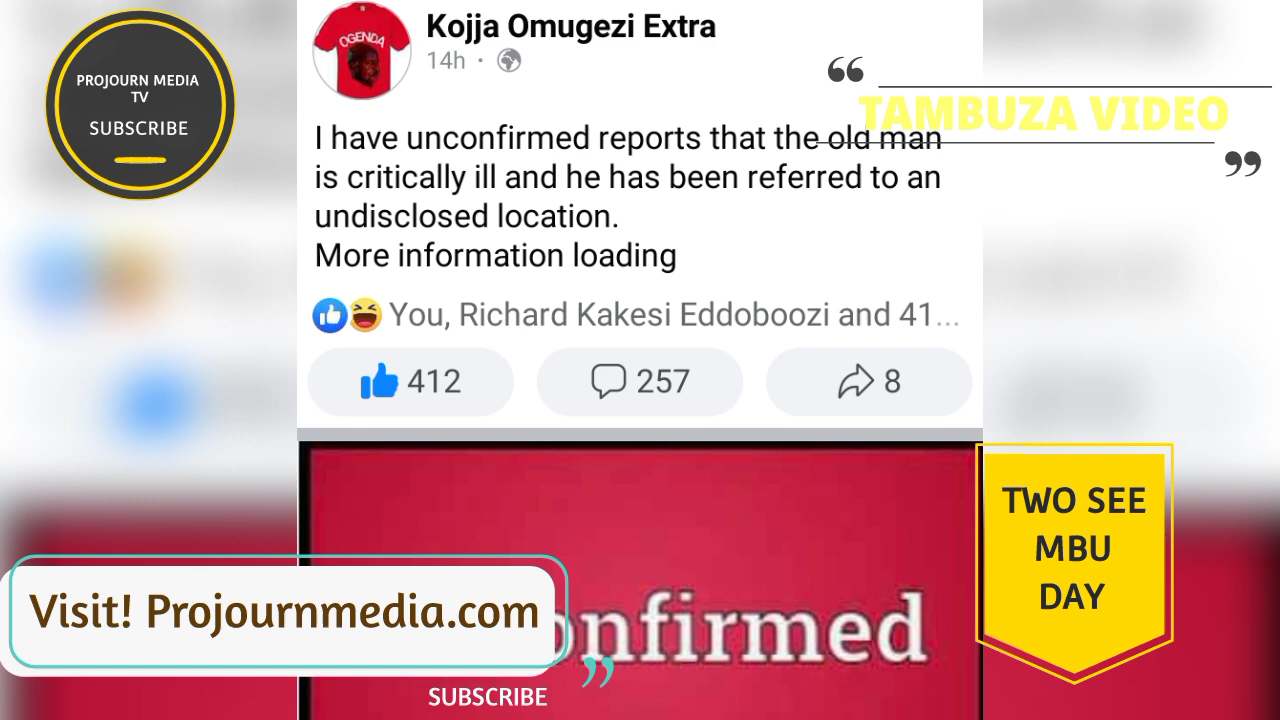 PROJOURN MEDIA
TV
SUBSCRIBE
OGENDA
Kojja Omugezi Extra
14h ·
“
TAMBUZA VIDEO
”
I have unconfirmed reports that the old man
is critically ill and he has been referred to an
undisclosed location.
More information loading
You, Richard Kakesi Eddoboozi and 41...
412
257
8
TWO SEE
MBU
DAY
Visit! Projournmedia.com
onfirmed
”
SUBSCRIBE